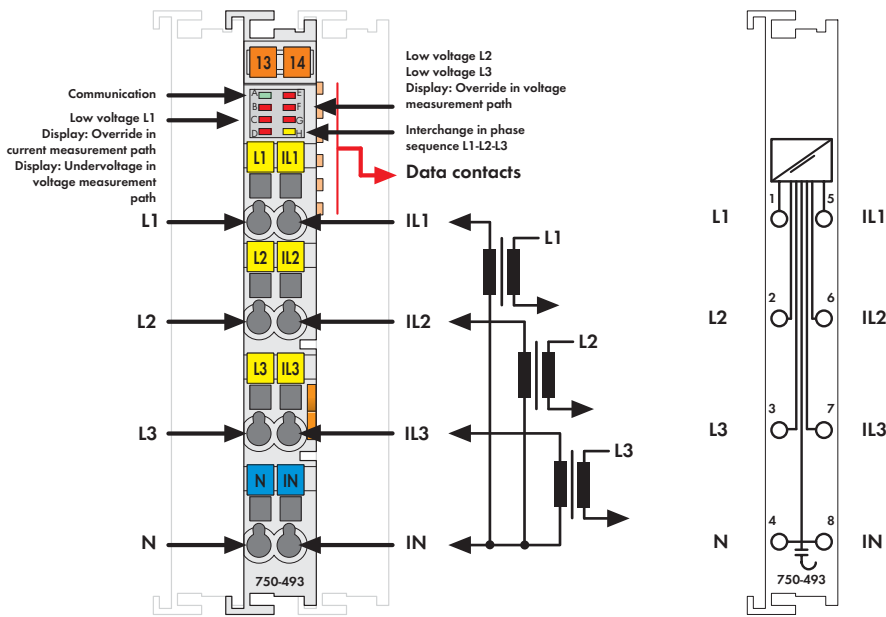 13 14
A E
B F
C G
D H
Communication
Low voltage L1
Display: Override in
current measurement path
Display: Undervoltage in
voltage measurement
path
Low voltage L2
Low voltage L3
Display: Override in voltage
measurement path
Interchange in phase
sequence L1-L2-L3
Data contacts
L1 IL1
L1 IL1
L1
L2 IL2
L2 IL2
L2
L3 IL3
L3 IL3
L3
N IN
N IN
750-493
1 5
L1 IL1
2 6
L2 IL2
3 7
L3 IL3
4 8
N IN
750-493